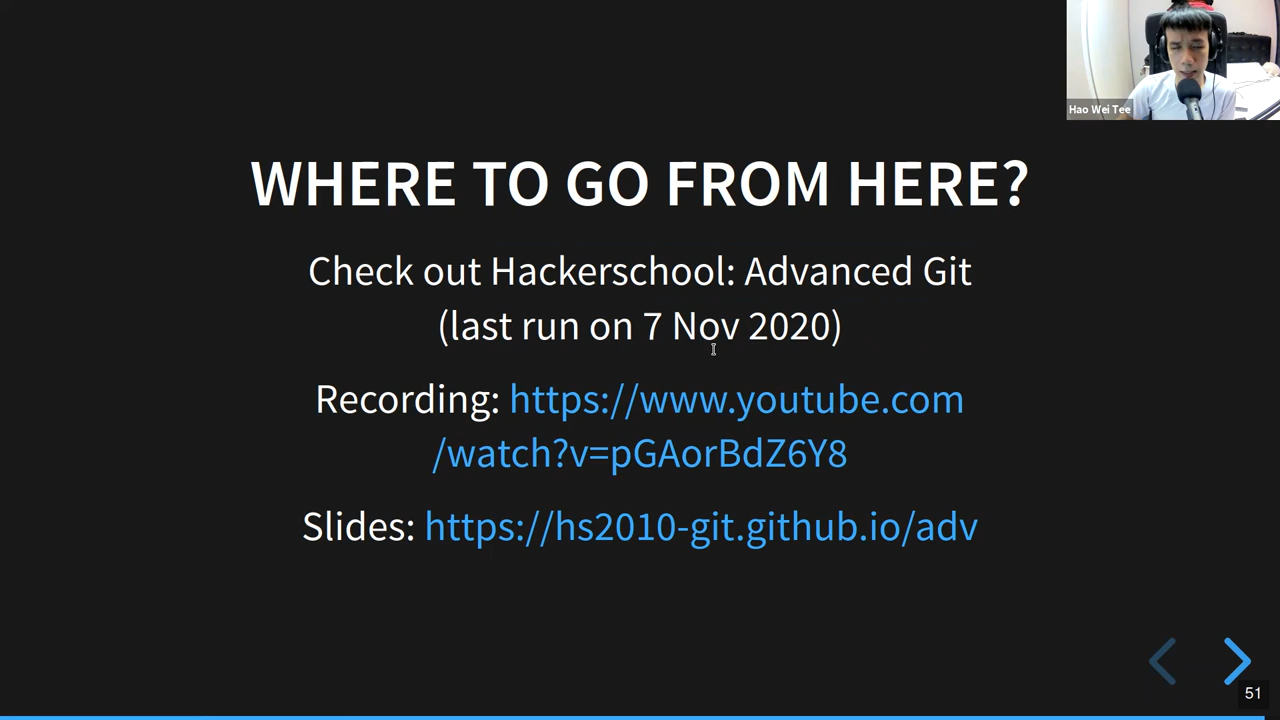 Hao Wei Tee
WHERE TO GO FROM HERE?
Check out Hackerschool: Advanced Git
(last run on 7 Nov 2020)
Recording: https://www.youtube.com
/watch?v=pGAorBdZ6Y8
Slides: https://hs2010-git.github.io/adv
51